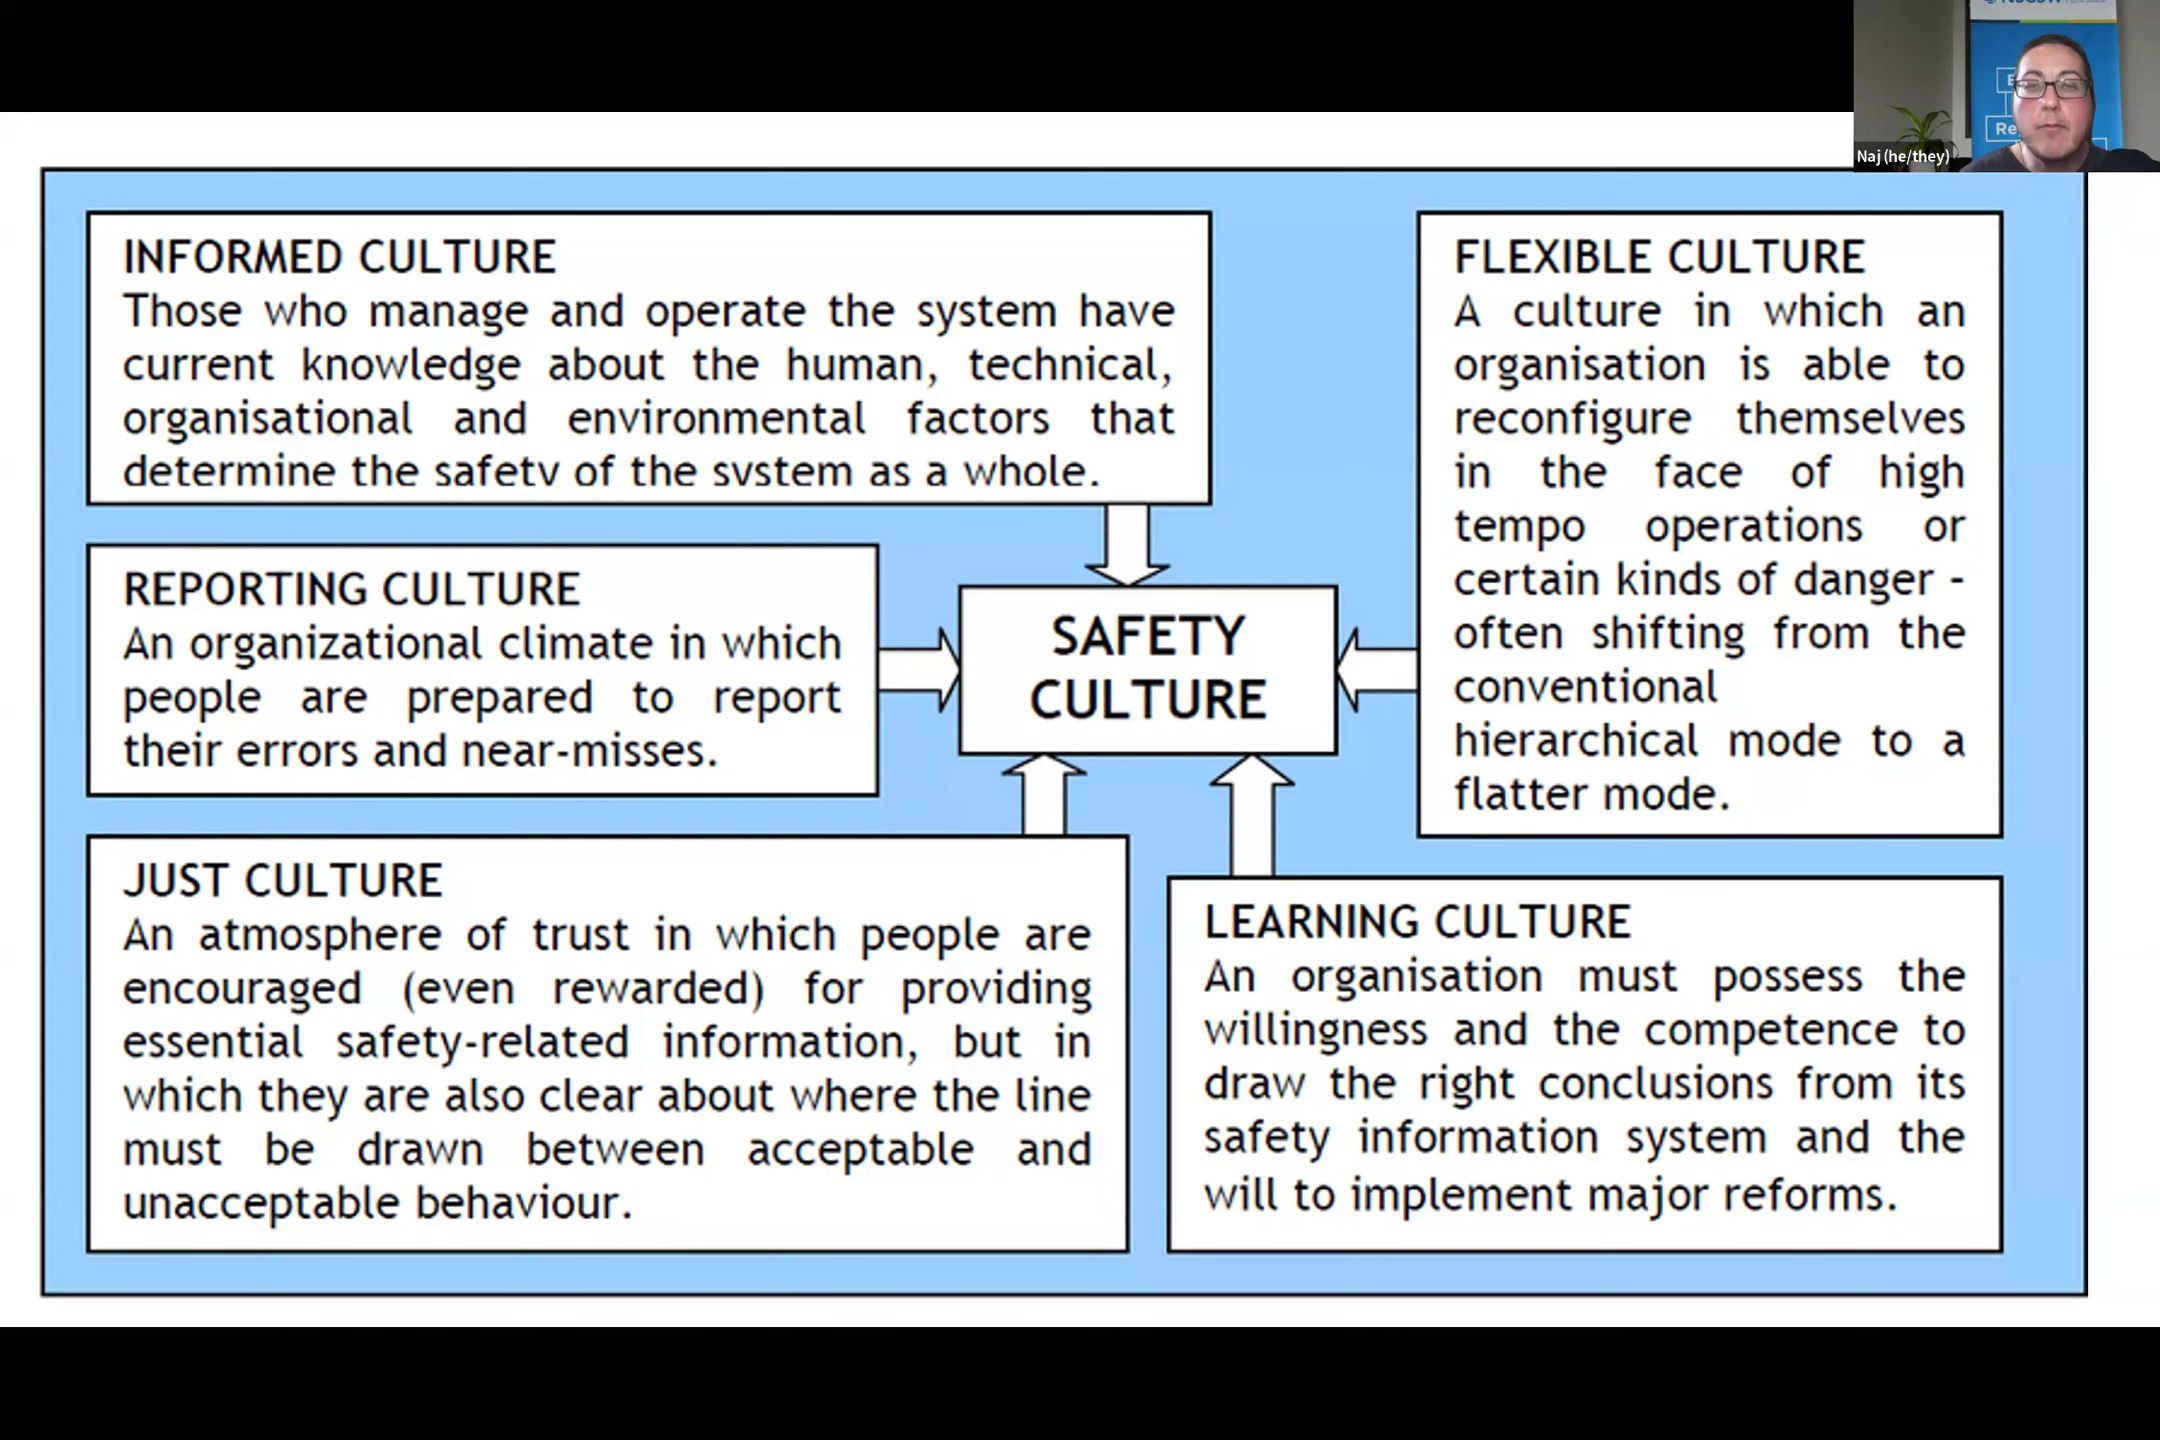 INFORMED CULTURE
Those who manage and operate the system have
current knowledge about the human, technical,
organisational and environmental factors that
determine the safety of the system as a whole.
REPORTING CULTURE
An organizational climate in which
people are prepared to report
their errors and near-misses.
JUST CULTURE
An atmosphere of trust in which people are
encouraged (even rewarded) for providing
essential safety-related information, but in
which they are also clear about where the line
must be drawn between acceptable and
unacceptable behaviour.
SAFETY
CULTURE
FLEXIBLE CULTURE
A culture in which an
organisation is able to
reconfigure themselves
in the face of high
tempo operations or
certain kinds of danger –
often shifting from the
conventional
hierarchical mode to a
flatter mode.
LEARNING CULTURE
An organisation must possess the
willingness and the competence to
draw the right conclusions from its
safety information system and the
will to implement major reforms.
Naj (he/they)